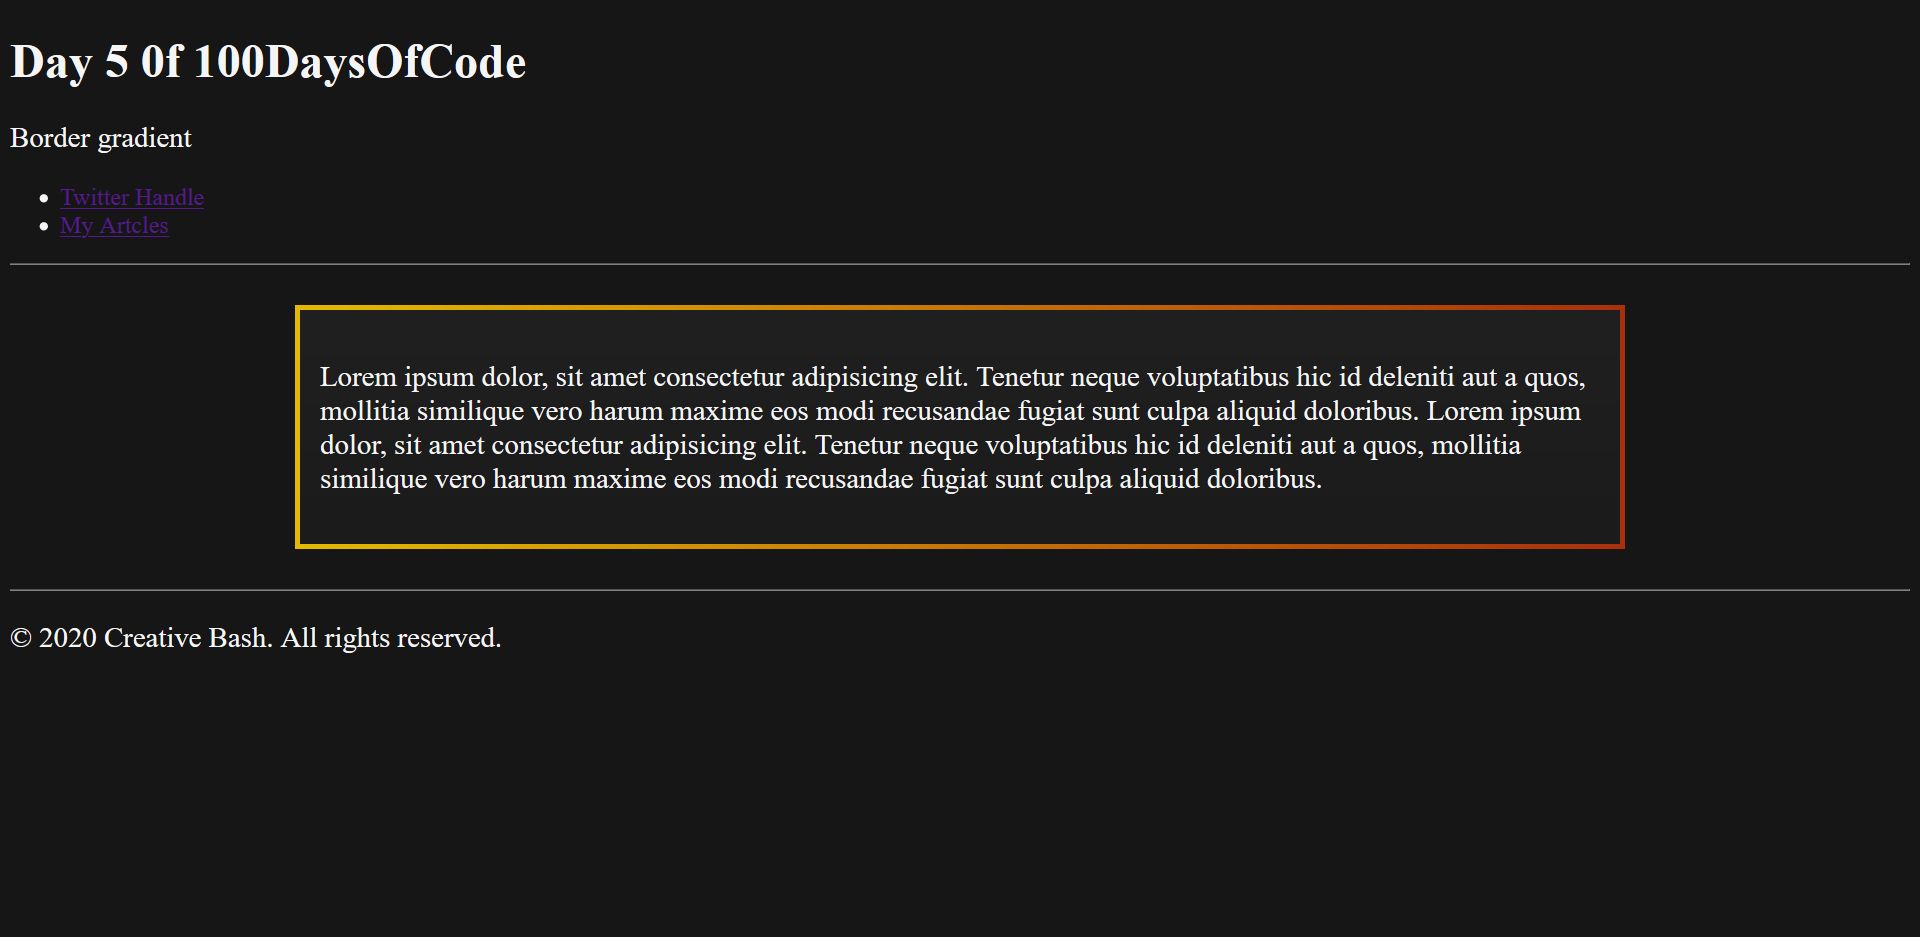 Day 5 0f 100DaysOfCode
Border gradient
Twitter Handle
My Artcles
Lorem ipsum dolor, sit amet consectetur adipisicing elit. Tenetur neque voluptatibus hic id deleniti aut a quos,
mollitia similique vero harum maxime eos modi recusandae fugiat sunt culpa aliquid doloribus. Lorem ipsum
dolor, sit amet consectetur adipisicing elit. Tenetur neque voluptatibus hic id deleniti aut a quos, mollitia
similique vero harum maxime eos modi recusandae fugiat sunt culpa aliquid doloribus.
© 2020 Creative Bash. All rights reserved.